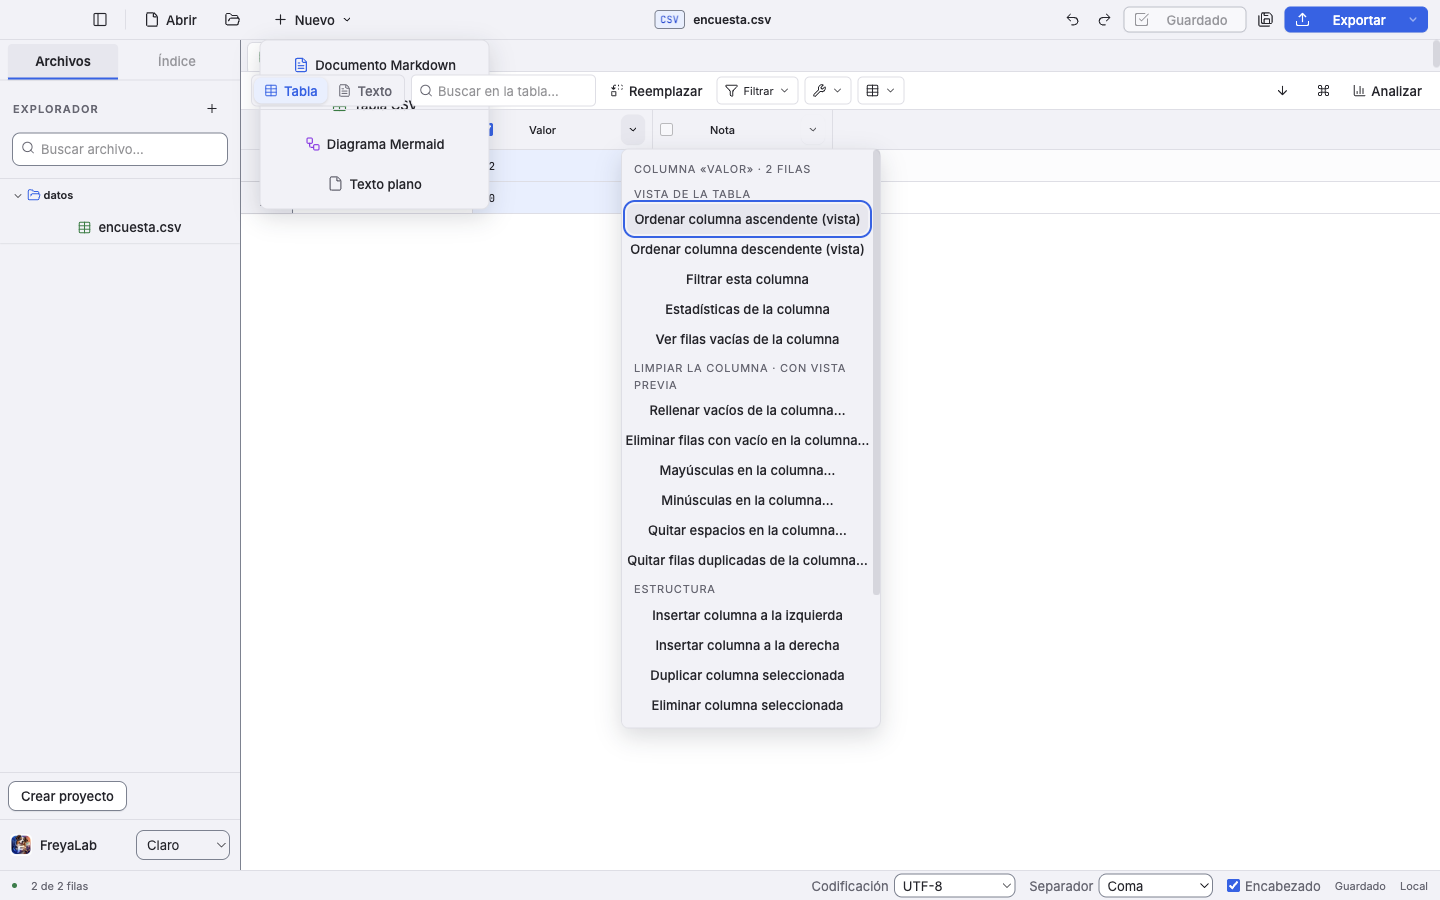 Abrir
Nuevo
CSV encuesta.csv
Guardado
Exportar
Archivos
Índice
Documento Markdown
Tabla
Texto
Buscar en la tabla...
Reemplazar
Filtrar
Analizar
EXPLORADOR
Tabla CSV
Buscar archivo...
Diagrama Mermaid
Texto plano
Valor
Nota
2
0
datos
encuesta.csv
COLUMNA «VALOR» · 2 FILAS
VISTA DE LA TABLA
Ordenar columna ascendente (vista)
Ordenar columna descendente (vista)
Filtrar esta columna
Estadísticas de la columna
Ver filas vacías de la columna
LIMPIAR LA COLUMNA · CON VISTA
PREVIA
Rellenar vacíos de la columna...
Eliminar filas con vacío en la columna...
Mayúsculas en la columna...
Minúsculas en la columna...
Quitar espacios en la columna...
Quitar filas duplicadas de la columna...
ESTRUCTURA
Insertar columna a la izquierda
Insertar columna a la derecha
Duplicar columna seleccionada
Eliminar columna seleccionada
Crear proyecto
FreyaLab
Claro
2 de 2 filas
Codificación UTF-8
Separador Coma
Encabezado
Guardado
Local